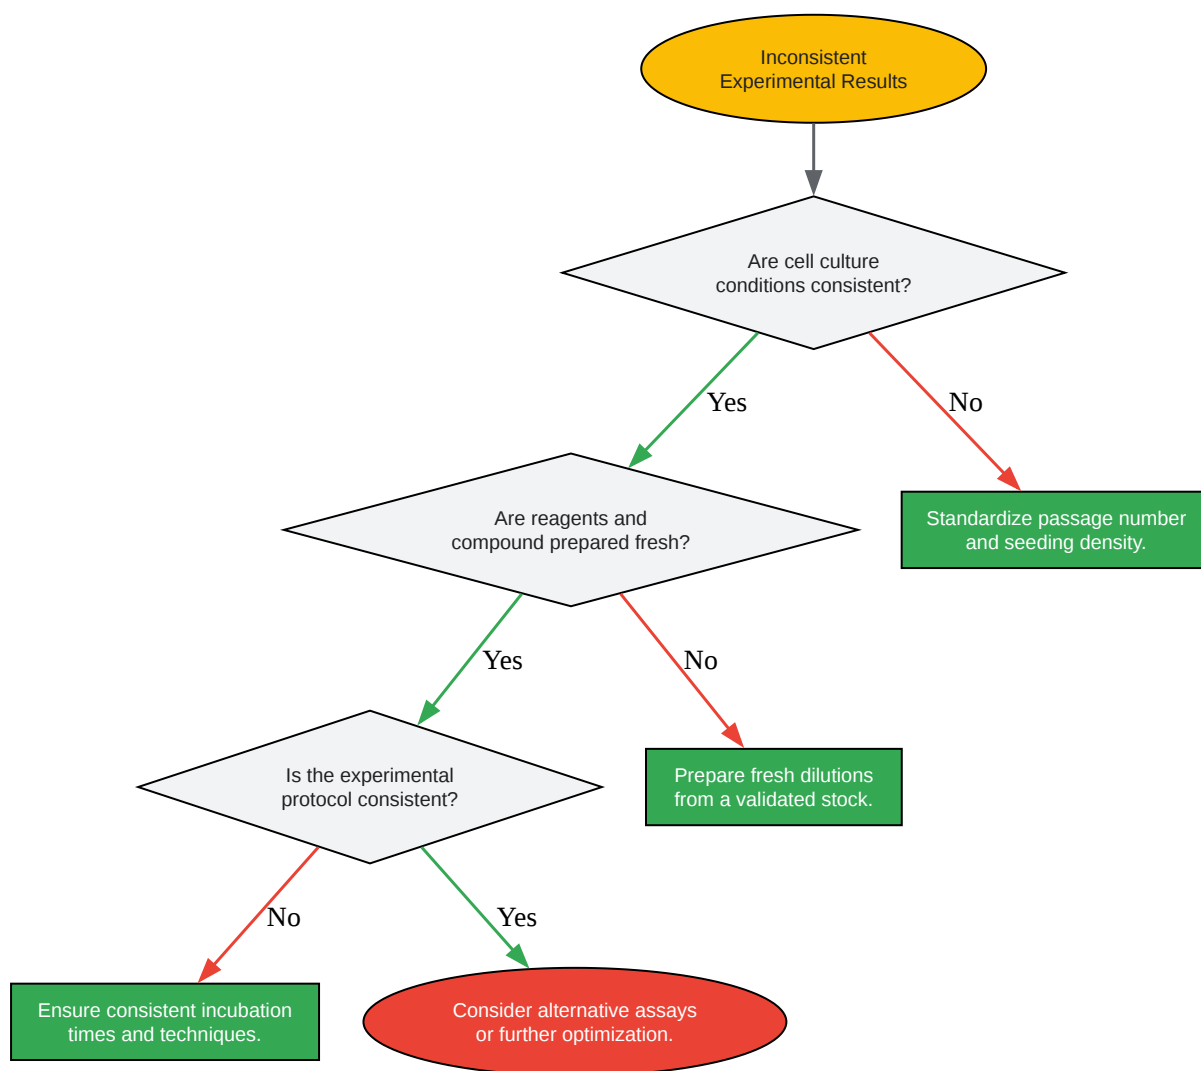 Inconsistent
Experimental Results
Are cell culture
conditions consistent?
Yes
No
Are reagents and
compound prepared fresh?
Standardize passage number
and seeding density.
Yes
No
Is the experimental
protocol consistent?
Prepare fresh dilutions
from a validated stock.
No
Yes
Ensure consistent incubation
times and techniques.
Consider alternative assays
or further optimization.